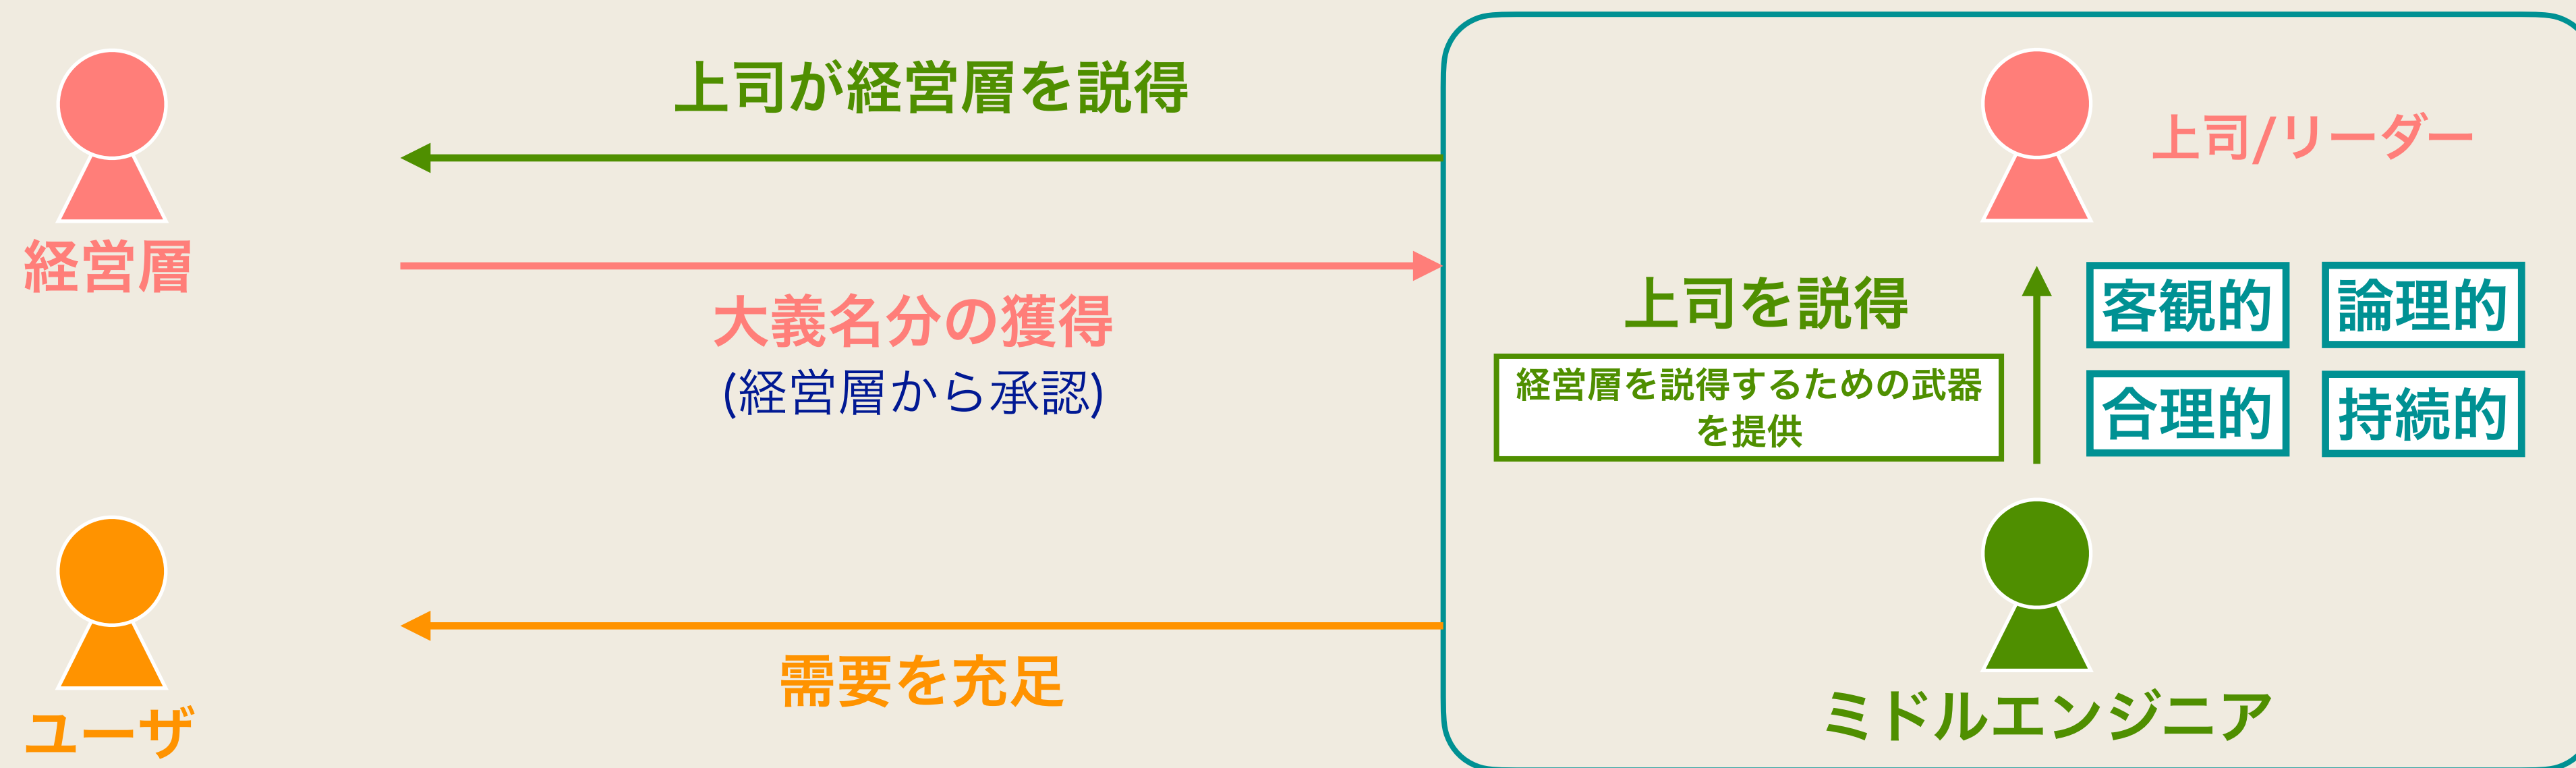 経営層
上司が経営層を説得
大義名分の獲得
(経営層から承認)
ユーザ
需要を充足
上司/リーダー
上司を説得
経営層を説得するための武器
を提供
客観的
論理的
合理的
持続的
ミドルエンジニア